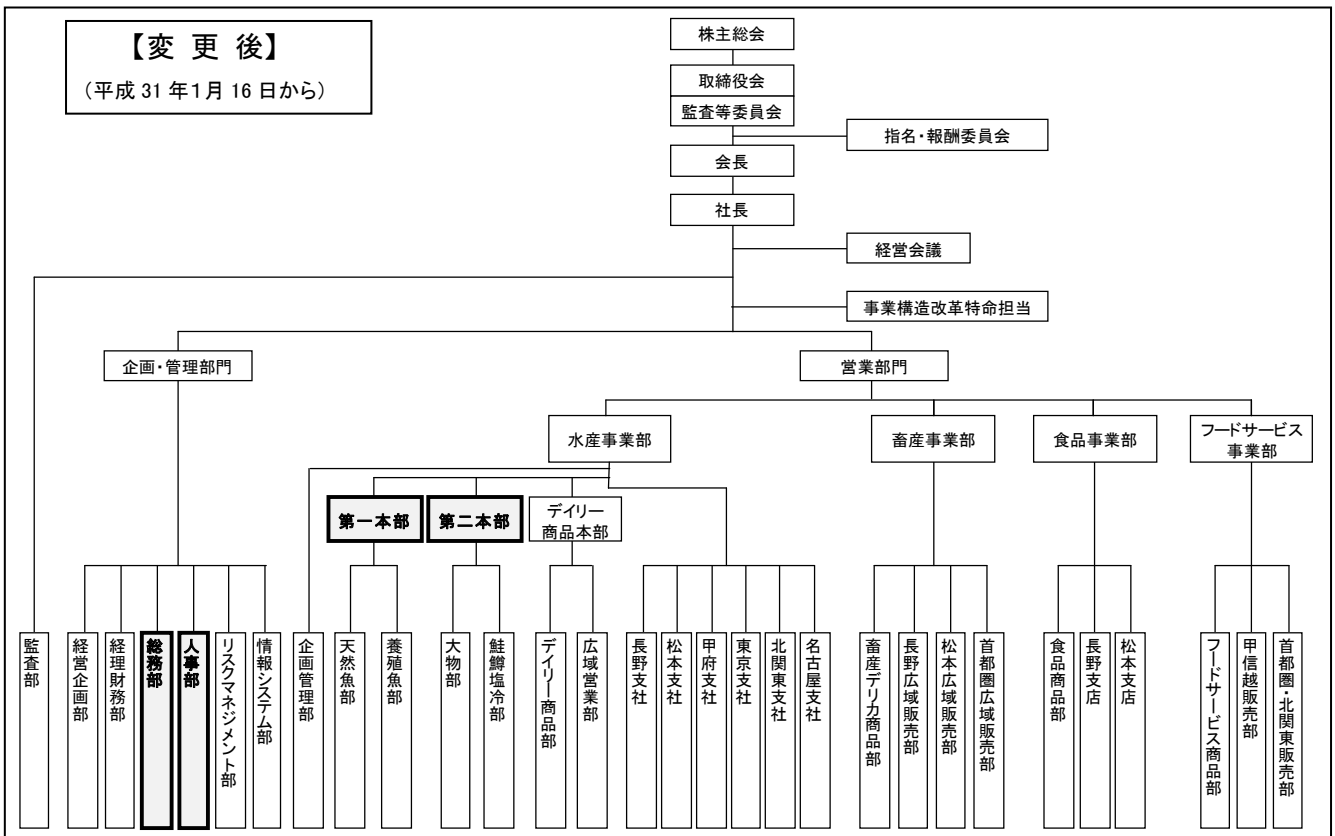 【変 更 後】
（平成 31 年１月 16 日から）
株主総会
取締役会
監査等委員会
指名・報酬委員会
会長
社長
経営会議
事業構造改革特命担当
企画・管理部門
営業部門
水産事業部
畜産事業部
食品事業部
フードサービス
事業部
第一本部
第二本部
デイリー
商品本部
監査部
経営企画部
経理財務部
総務部
人事部
リスクマネジメント部
情報システム部
企画管理部
天然魚部
養殖魚部
大物部
鮭鱒塩冷部
デイリー商品部
広域営業部
長野支社
松本支社
甲府支社
東京支社
北関東支社
名古屋支社
畜産デリカ商品部
長野広域販売部
松本広域販売部
首都圏広域販売部
食品商品部
長野支店
松本支店
フードサービス商品部
甲信越販売部
首都圏・北関東販売部